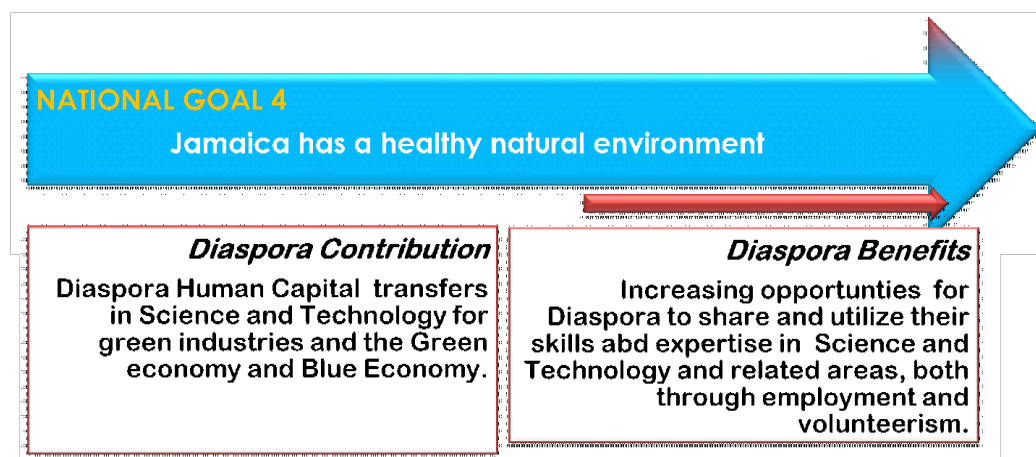 NATIONAL GOAL 4
Jamaica has a healthy natural environment
Diaspora Contribution
Diaspora Human Capital transfers
in Science and Technology for
green industries and the Green
economy and Blue Economy.
Diaspora Benefits
Increasing opportunties for
Diaspora to share and utilize their
skills abd expertise in Science and
Technology and related areas, both
through employment and
volunteerism.